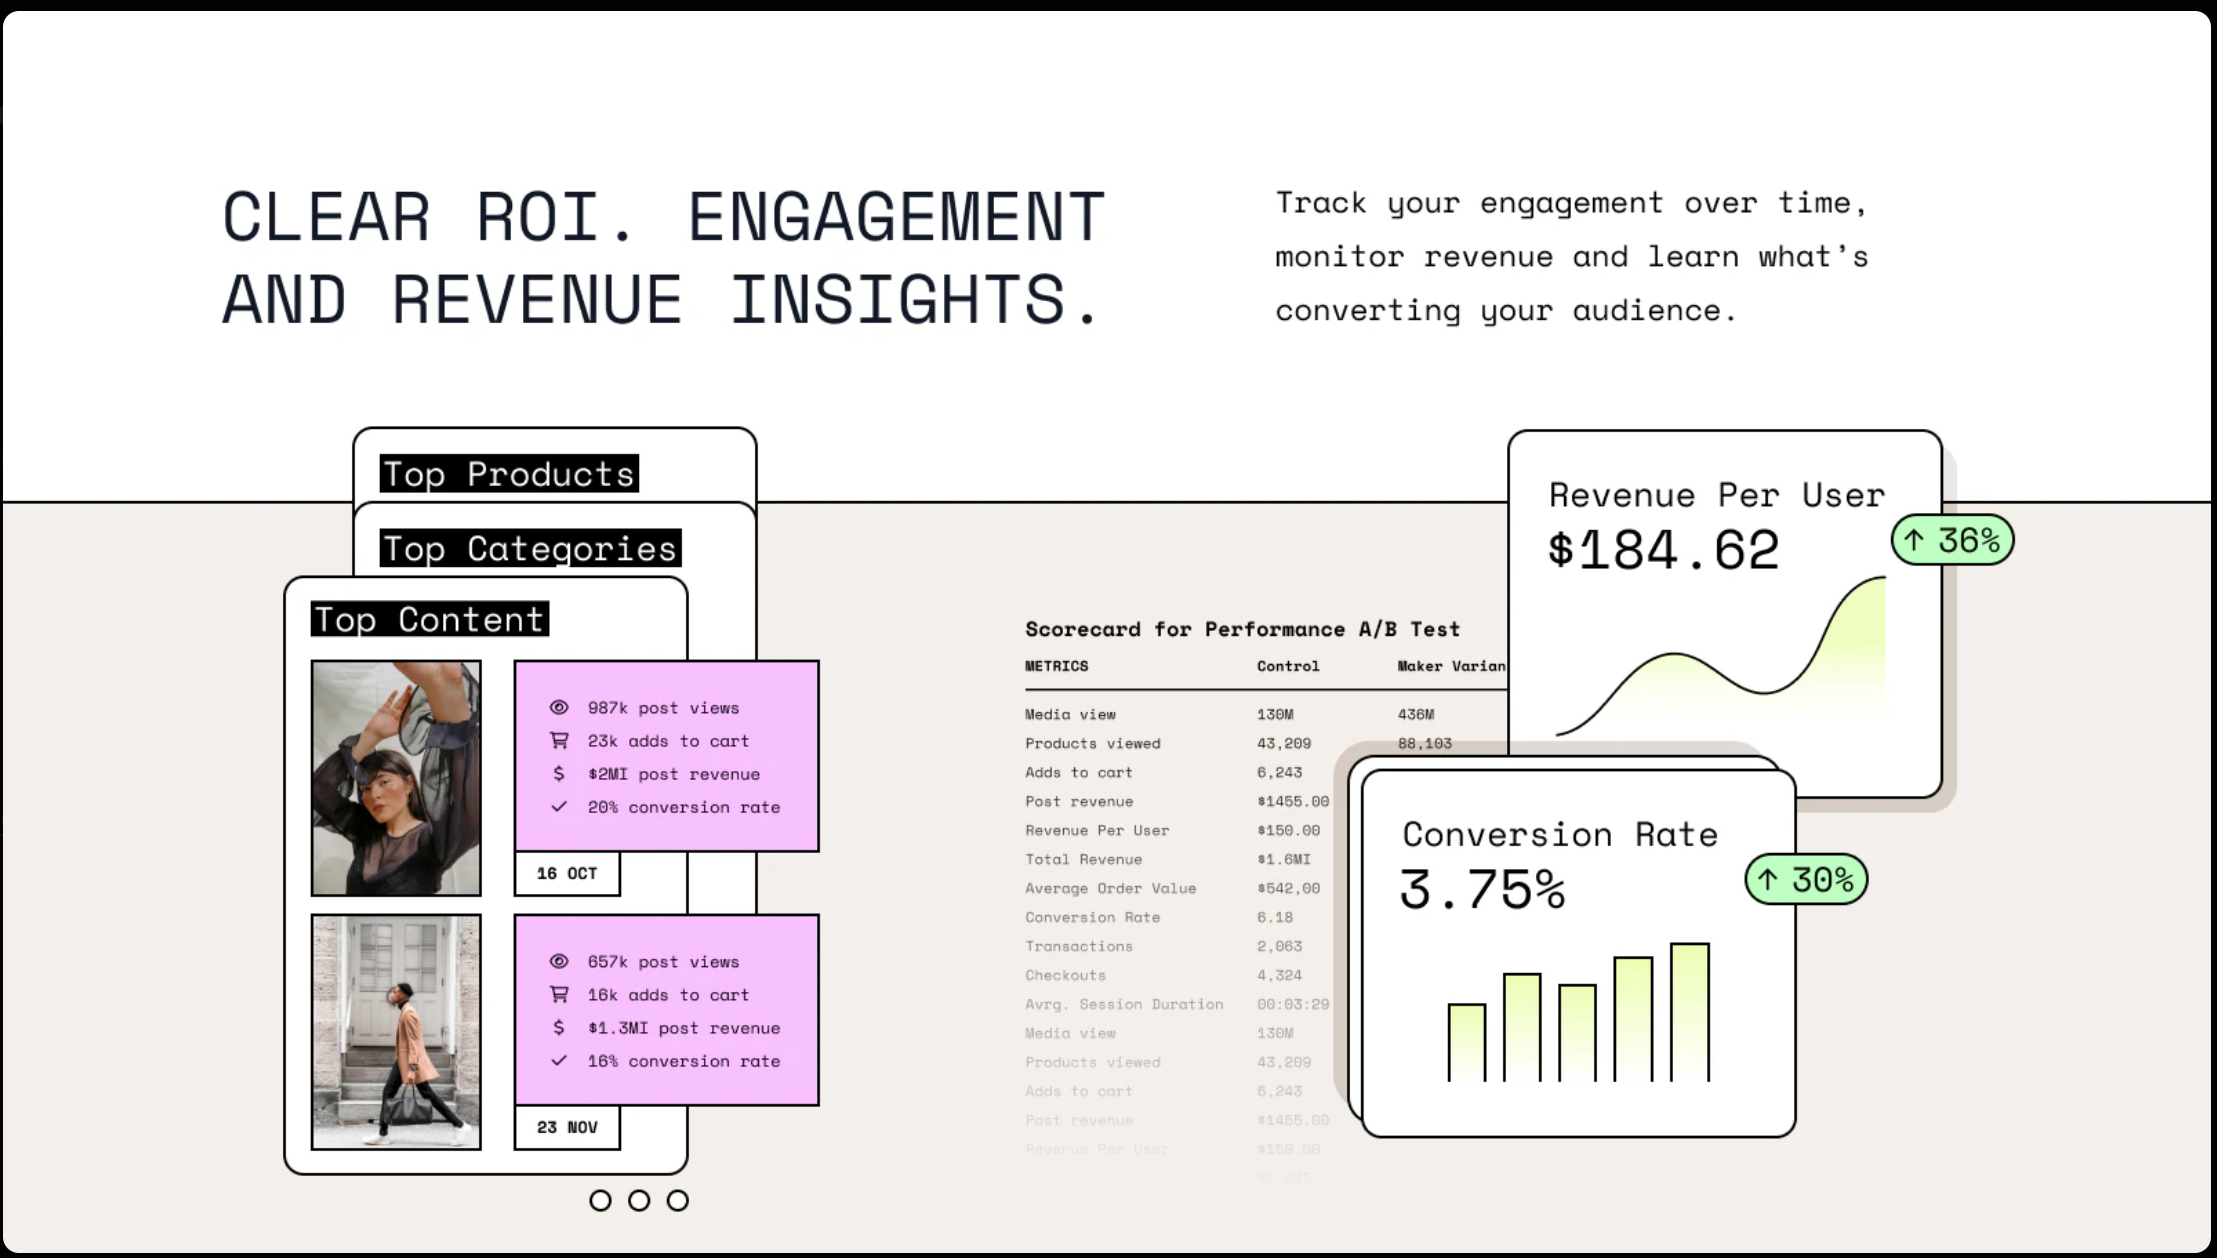 CLEAR ROI. ENGAGEMENT
AND REVENUE INSIGHTS.
Track your engagement over time,
monitor revenue and learn what’s
converting your audience.
Top Products
Top Categories
Top Content
987k post views
23k adds to cart
$2MI post revenue
20% conversion rate
16 OCT
657k post views
16k adds to cart
$1.3MI post revenue
16% conversion rate
23 NOV
Scorecard for Performance A/B Test
METRICS Control Maker Varian
Media view 130M 436M
Products viewed 43,209 88,103
Adds to cart 6,243
Post revenue $1455.00
Revenue Per User $150.00
Total Revenue $1.6MI
Average Order Value $542,00
Conversion Rate 6.18
Transactions 2,063
Checkouts 4,324
Avrg. Session Duration 00:03:29
Media view 130M
Products viewed 43,209
Adds to cart 6,243
Post revenue $1455.00
Revenue Per User $150.00
Revenue Per User
$184.62
↑ 36%
Conversion Rate
3.75%
↑ 30%